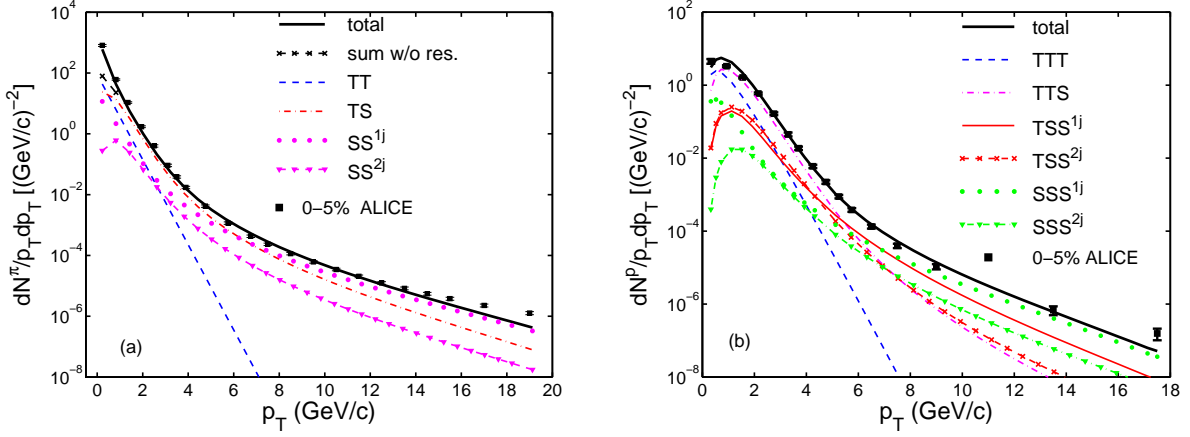 10^4
10^2
10^0
10^−2
10^−4
10^−6
10^−8
dN^π/p_T dp_T [(GeV/c)^−2]
total
sum w/o res.
TT
TS
SS^1j
SS^2j
0−5% ALICE
(a)
0 2 4 6 8 10 12 14 16 18 20
p_T (GeV/c)
10^2
10^0
10^−2
10^−4
10^−6
10^−8
dN^p/p_T dp_T [(GeV/c)^−2]
total
TTT
TTS
TSS^1j
TSS^2j
SSS^1j
SSS^2j
0−5% ALICE
(b)
0 2 4 6 8 10 12 14 16 18
p_T (GeV/c)